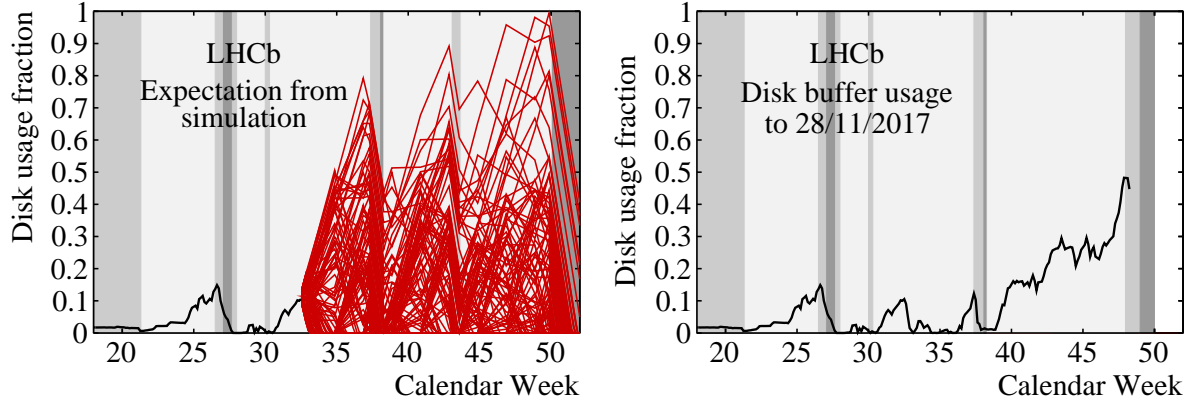 1
0.9
0.8
0.7
0.6
0.5
0.4
0.3
0.2
0.1
0
Disk usage fraction
LHCb
Expectation from
simulation
20 25 30 35 40 45 50
Calendar Week
1
0.9
0.8
0.7
0.6
0.5
0.4
0.3
0.2
0.1
0
Disk usage fraction
LHCb
Disk buffer usage
to 28/11/2017
20 25 30 35 40 45 50
Calendar Week